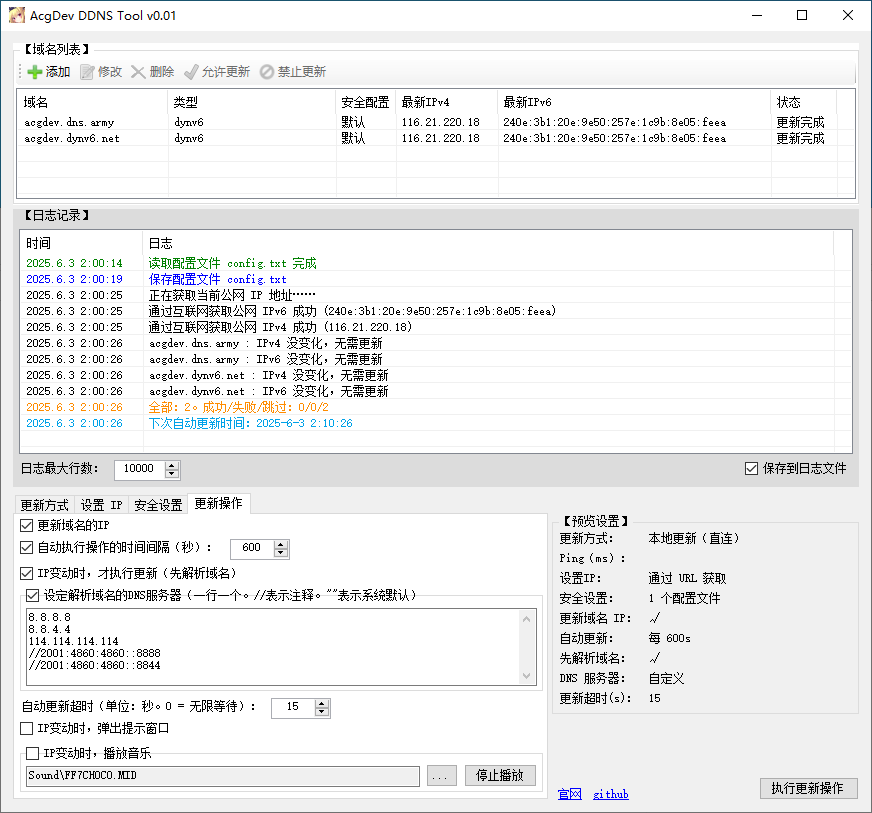 AcgDev DDNS Tool v0.01
【域名列表】
添加 修改 删除 允许更新 禁止更新
域名 类型 安全配置 最新IPv4 最新IPv6 状态
acgdev.dns.army dynv6 默认 116.21.220.18 240e:3b1:20e:9e50:257e:1c9b:8e05:feea 更新完成
acgdev.dynv6.net dynv6 默认 116.21.220.18 240e:3b1:20e:9e50:257e:1c9b:8e05:feea 更新完成
【日志记录】
时间 日志
2025.6.3 2:00:14 读取配置文件 config.txt 完成
2025.6.3 2:00:19 保存配置文件 config.txt
2025.6.3 2:00:25 正在获取当前公网 IP 地址……
2025.6.3 2:00:25 通过互联网获取公网 IPv6 成功 (240e:3b1:20e:9e50:257e:1c9b:8e05:feea)
2025.6.3 2:00:25 通过互联网获取公网 IPv4 成功 (116.21.220.18)
2025.6.3 2:00:26 acgdev.dns.army : IPv4 没变化，无需更新
2025.6.3 2:00:26 acgdev.dns.army : IPv6 没变化，无需更新
2025.6.3 2:00:26 acgdev.dynv6.net : IPv4 没变化，无需更新
2025.6.3 2:00:26 acgdev.dynv6.net : IPv6 没变化，无需更新
2025.6.3 2:00:26 全部：2。成功/失败/跳过：0/0/2
2025.6.3 2:00:26 下次自动更新时间：2025-6-3 2:10:26
日志最大行数： 10000 保存到日志文件
更新方式 设置 IP 安全设置 更新操作
更新域名的IP
自动执行操作的时间间隔（秒）： 600
IP变动时，才执行更新（先解析域名）
设定解析域名的DNS服务器（一行一个。//表示注释。""表示系统默认）
8.8.8.8
8.8.4.4
114.114.114.114
//2001:4860:4860::8888
//2001:4860:4860::8844
自动更新超时（单位：秒。0 = 无限等待）： 15
IP变动时，弹出提示窗口
IP变动时，播放音乐
Sound\FF7CHOCO.MID ... 停止播放
【预览设置】
更新方式： 本地更新（直连）
Ping(ms)：
设置IP： 通过 URL 获取
安全设置： 1 个配置文件
更新域名 IP： √
自动更新： 每 600s
先解析域名： √
DNS 服务器： 自定义
更新超时(s)： 15
官网 github
执行更新操作